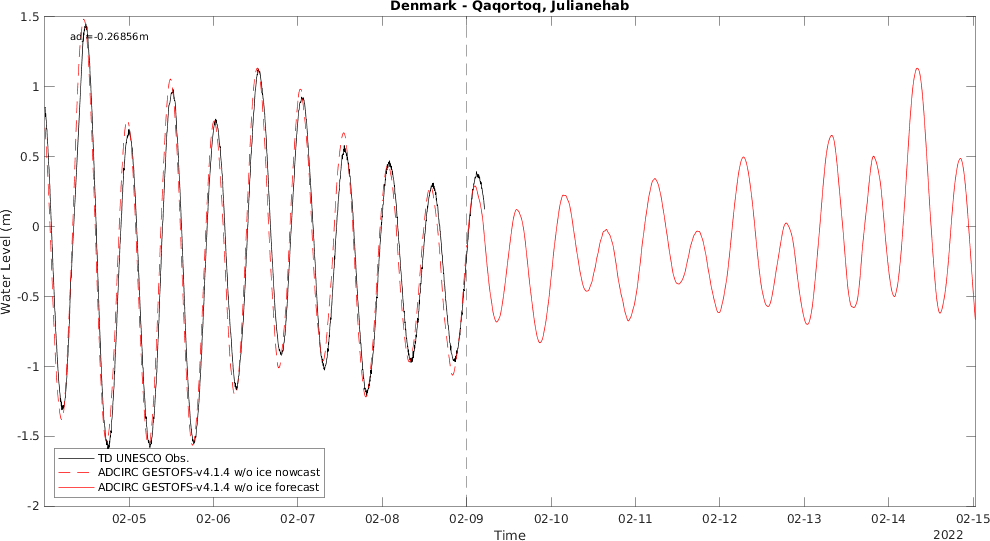 Denmark - Qaqortoq, Julianehab
1.5
adj=-0.26856m
1
0.5
0
-0.5
-1
-1.5
-2
Water Level (m)
TD UNESCO Obs.
ADCIRC GESTOFS-v4.1.4 w/o ice nowcast
ADCIRC GESTOFS-v4.1.4 w/o ice forecast
02-05 02-06 02-07 02-08 02-09 02-10 02-11 02-12 02-13 02-14 02-15
Time
2022